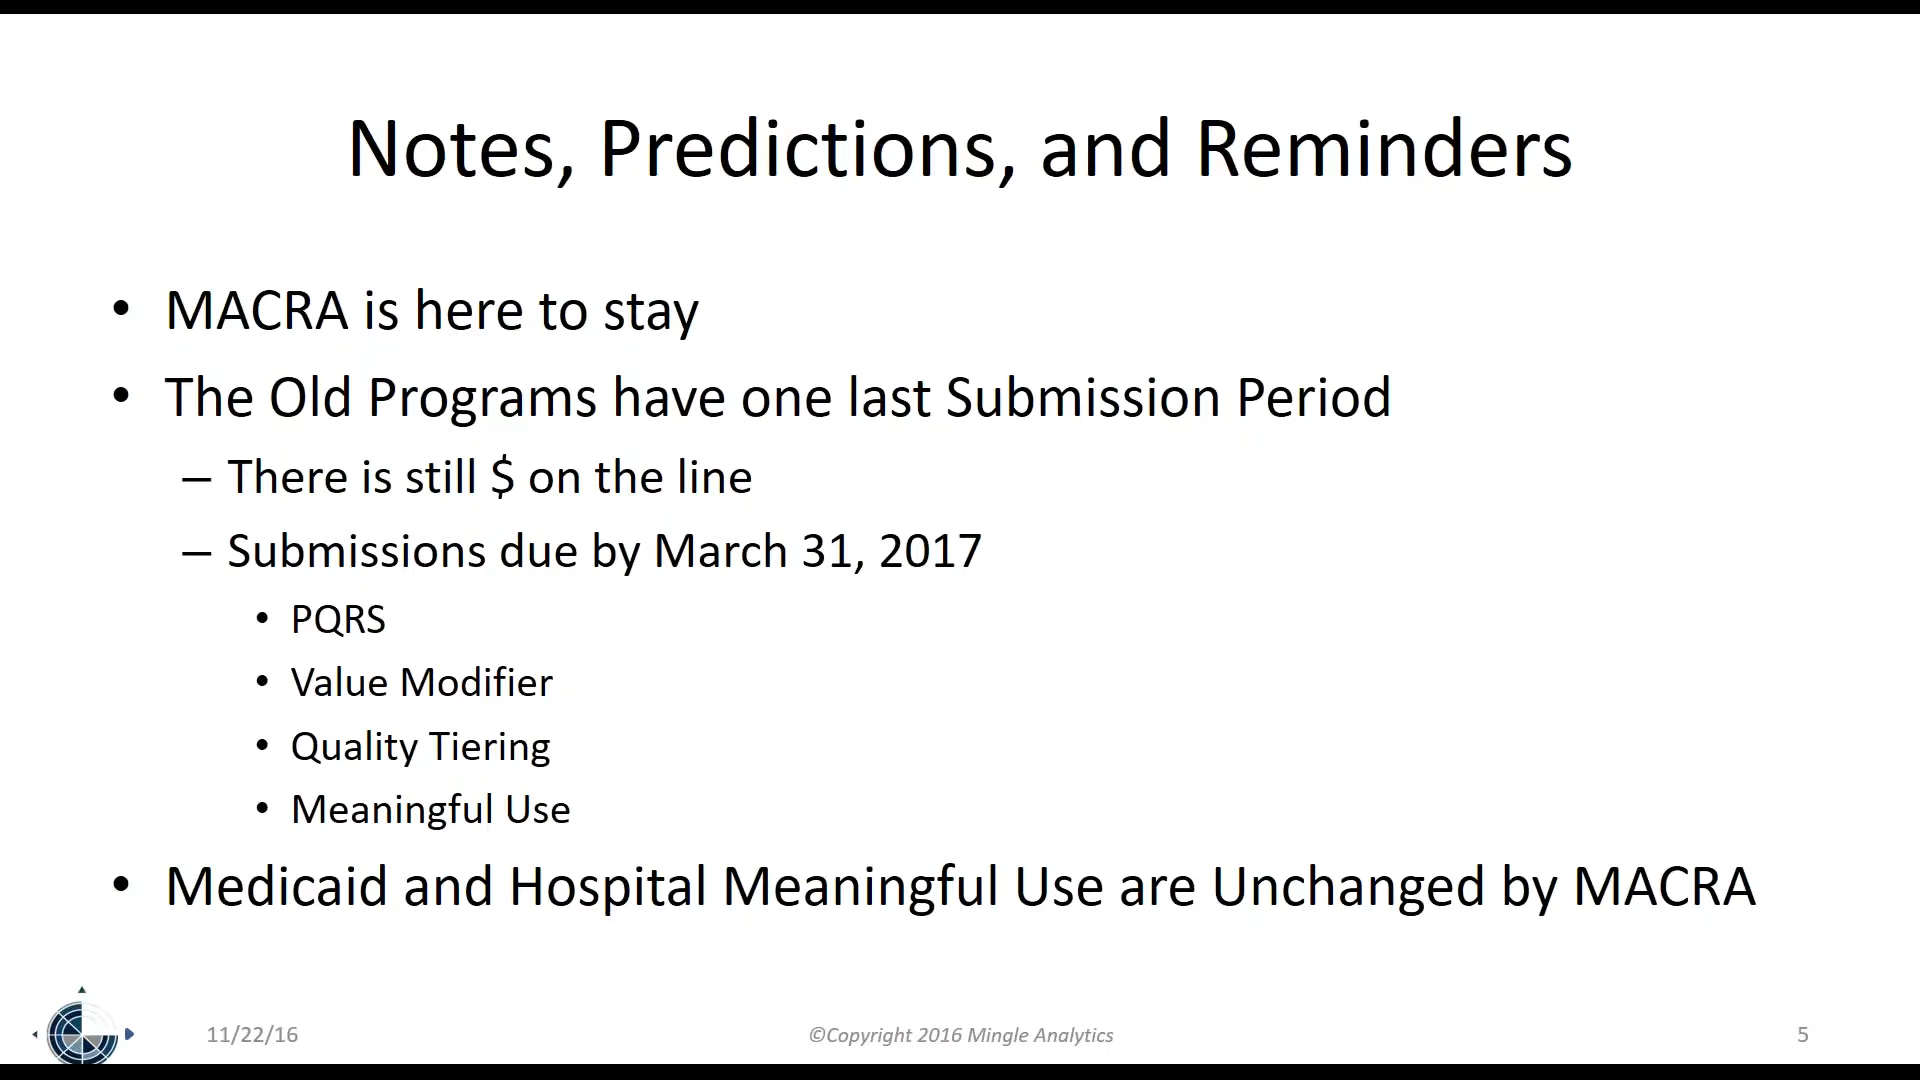 Notes, Predictions, and Reminders
• MACRA is here to stay
• The Old Programs have one last Submission Period
– There is still $ on the line
– Submissions due by March 31, 2017
• PQRS
• Value Modifier
• Quality Tiering
• Meaningful Use
• Medicaid and Hospital Meaningful Use are Unchanged by MACRA
11/22/16
©Copyright 2016 Mingle Analytics
5